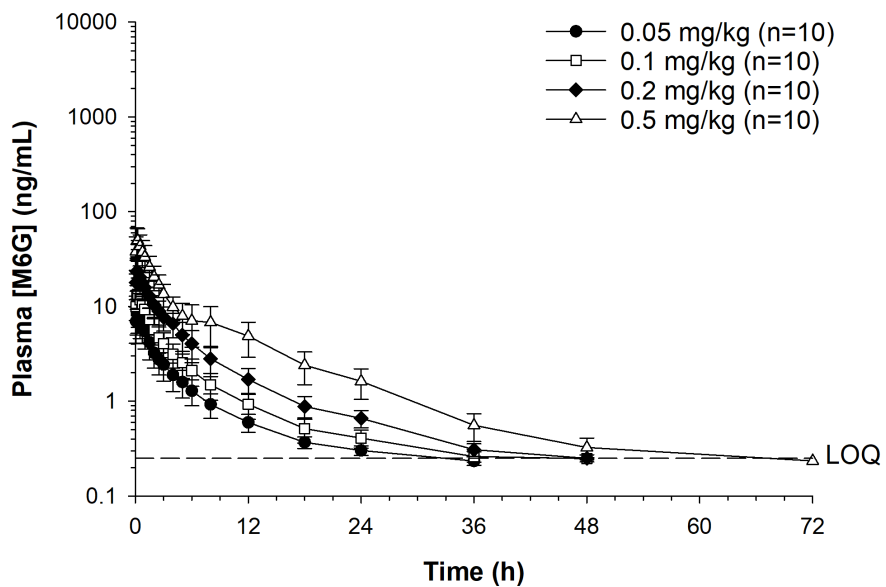 10000
1000
100
10
1
0.1
Plasma [M6G] (ng/mL)
0.05 mg/kg (n=10)
0.1 mg/kg (n=10)
0.2 mg/kg (n=10)
0.5 mg/kg (n=10)
LOQ
0 12 24 36 48 60 72
Time (h)